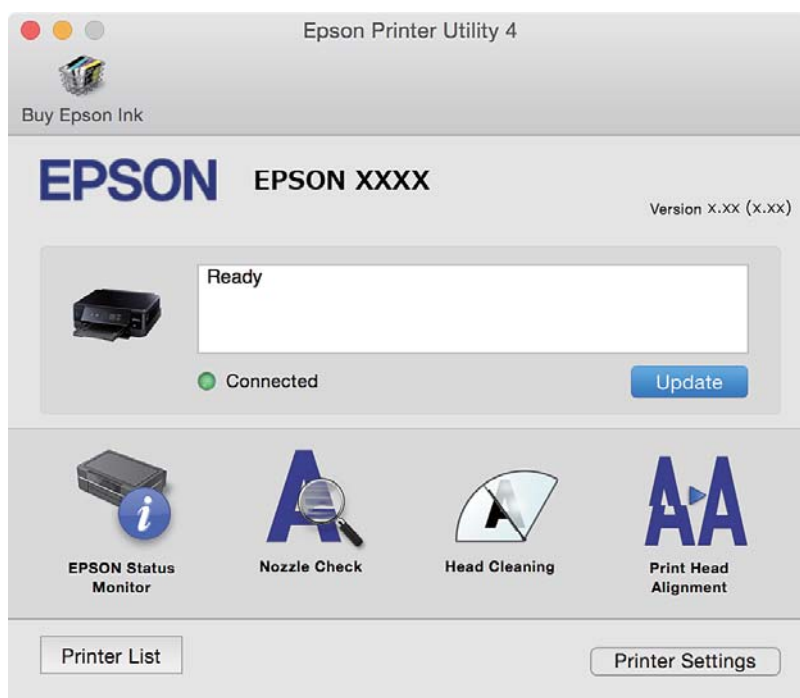 Epson Printer Utility 4
Buy Epson Ink
EPSON
EPSON XXXX
Version x.xx (x.xx)
Ready
Connected
Update
EPSON Status
Monitor
Nozzle Check
Head Cleaning
Print Head
Alignment
Printer List
Printer Settings